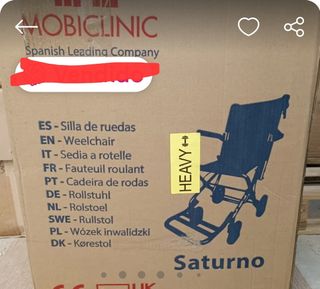 MOBICLINIC
Spanish Leading Company
ES - Silla de ruedas
EN - Weelchair
IT - Sedia a rotelle
FR - Fauteuil roulant
PT - Cadeira de rodas
DE - Rollstuhl
NL - Rolstoel
SWE - Rullstol
PL - Wózek inwalidzki
DK - Kørestol
HEAVY
Saturno
UK